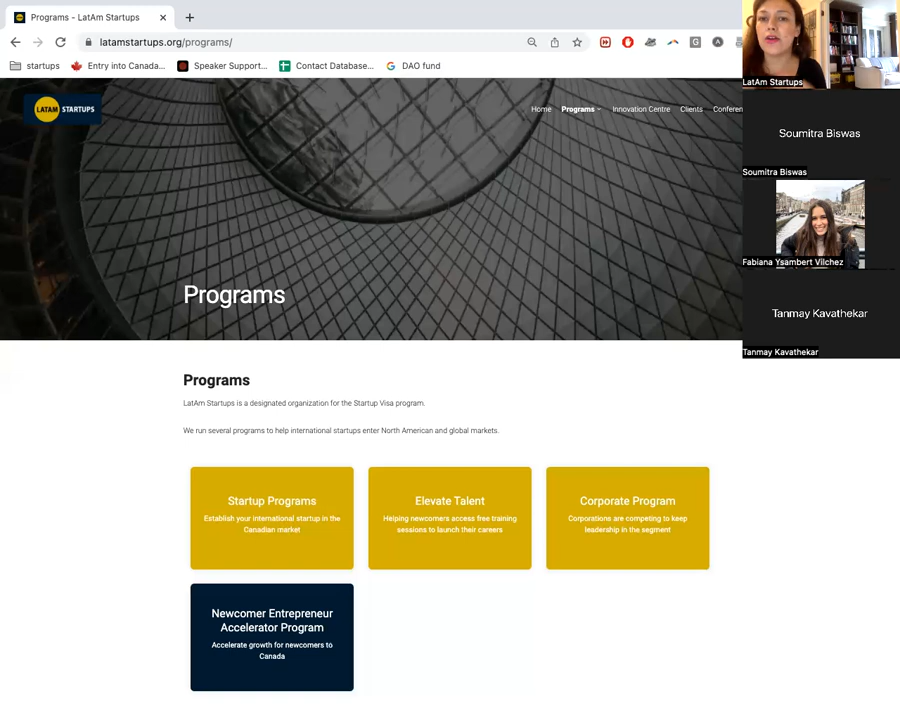 Programs - LatAm Startups
latamstartups.org/programs/
startups
Entry into Canada...
Speaker Support...
Contact Database...
DAO fund
LATAM STARTUPS
Home
Programs
Innovation Centre
Clients
Conferen
Programs
Programs
LatAm Startups is a designated organization for the Startup Visa program.
We run several programs to help international startups enter North American and global markets.
Startup Programs
Establish your international startup in the
Canadian market
Elevate Talent
Helping newcomers access free training
sessions to launch their careers
Corporate Program
Corporations are competing to keep
leadership in the segment
Newcomer Entrepreneur
Accelerator Program
Accelerate growth for newcomers to
Canada
LatAm Startups
Soumitra Biswas
Soumitra Biswas
Fabiana Ysambert Vilchez
Tanmay Kavathekar
Tanmay Kavathekar